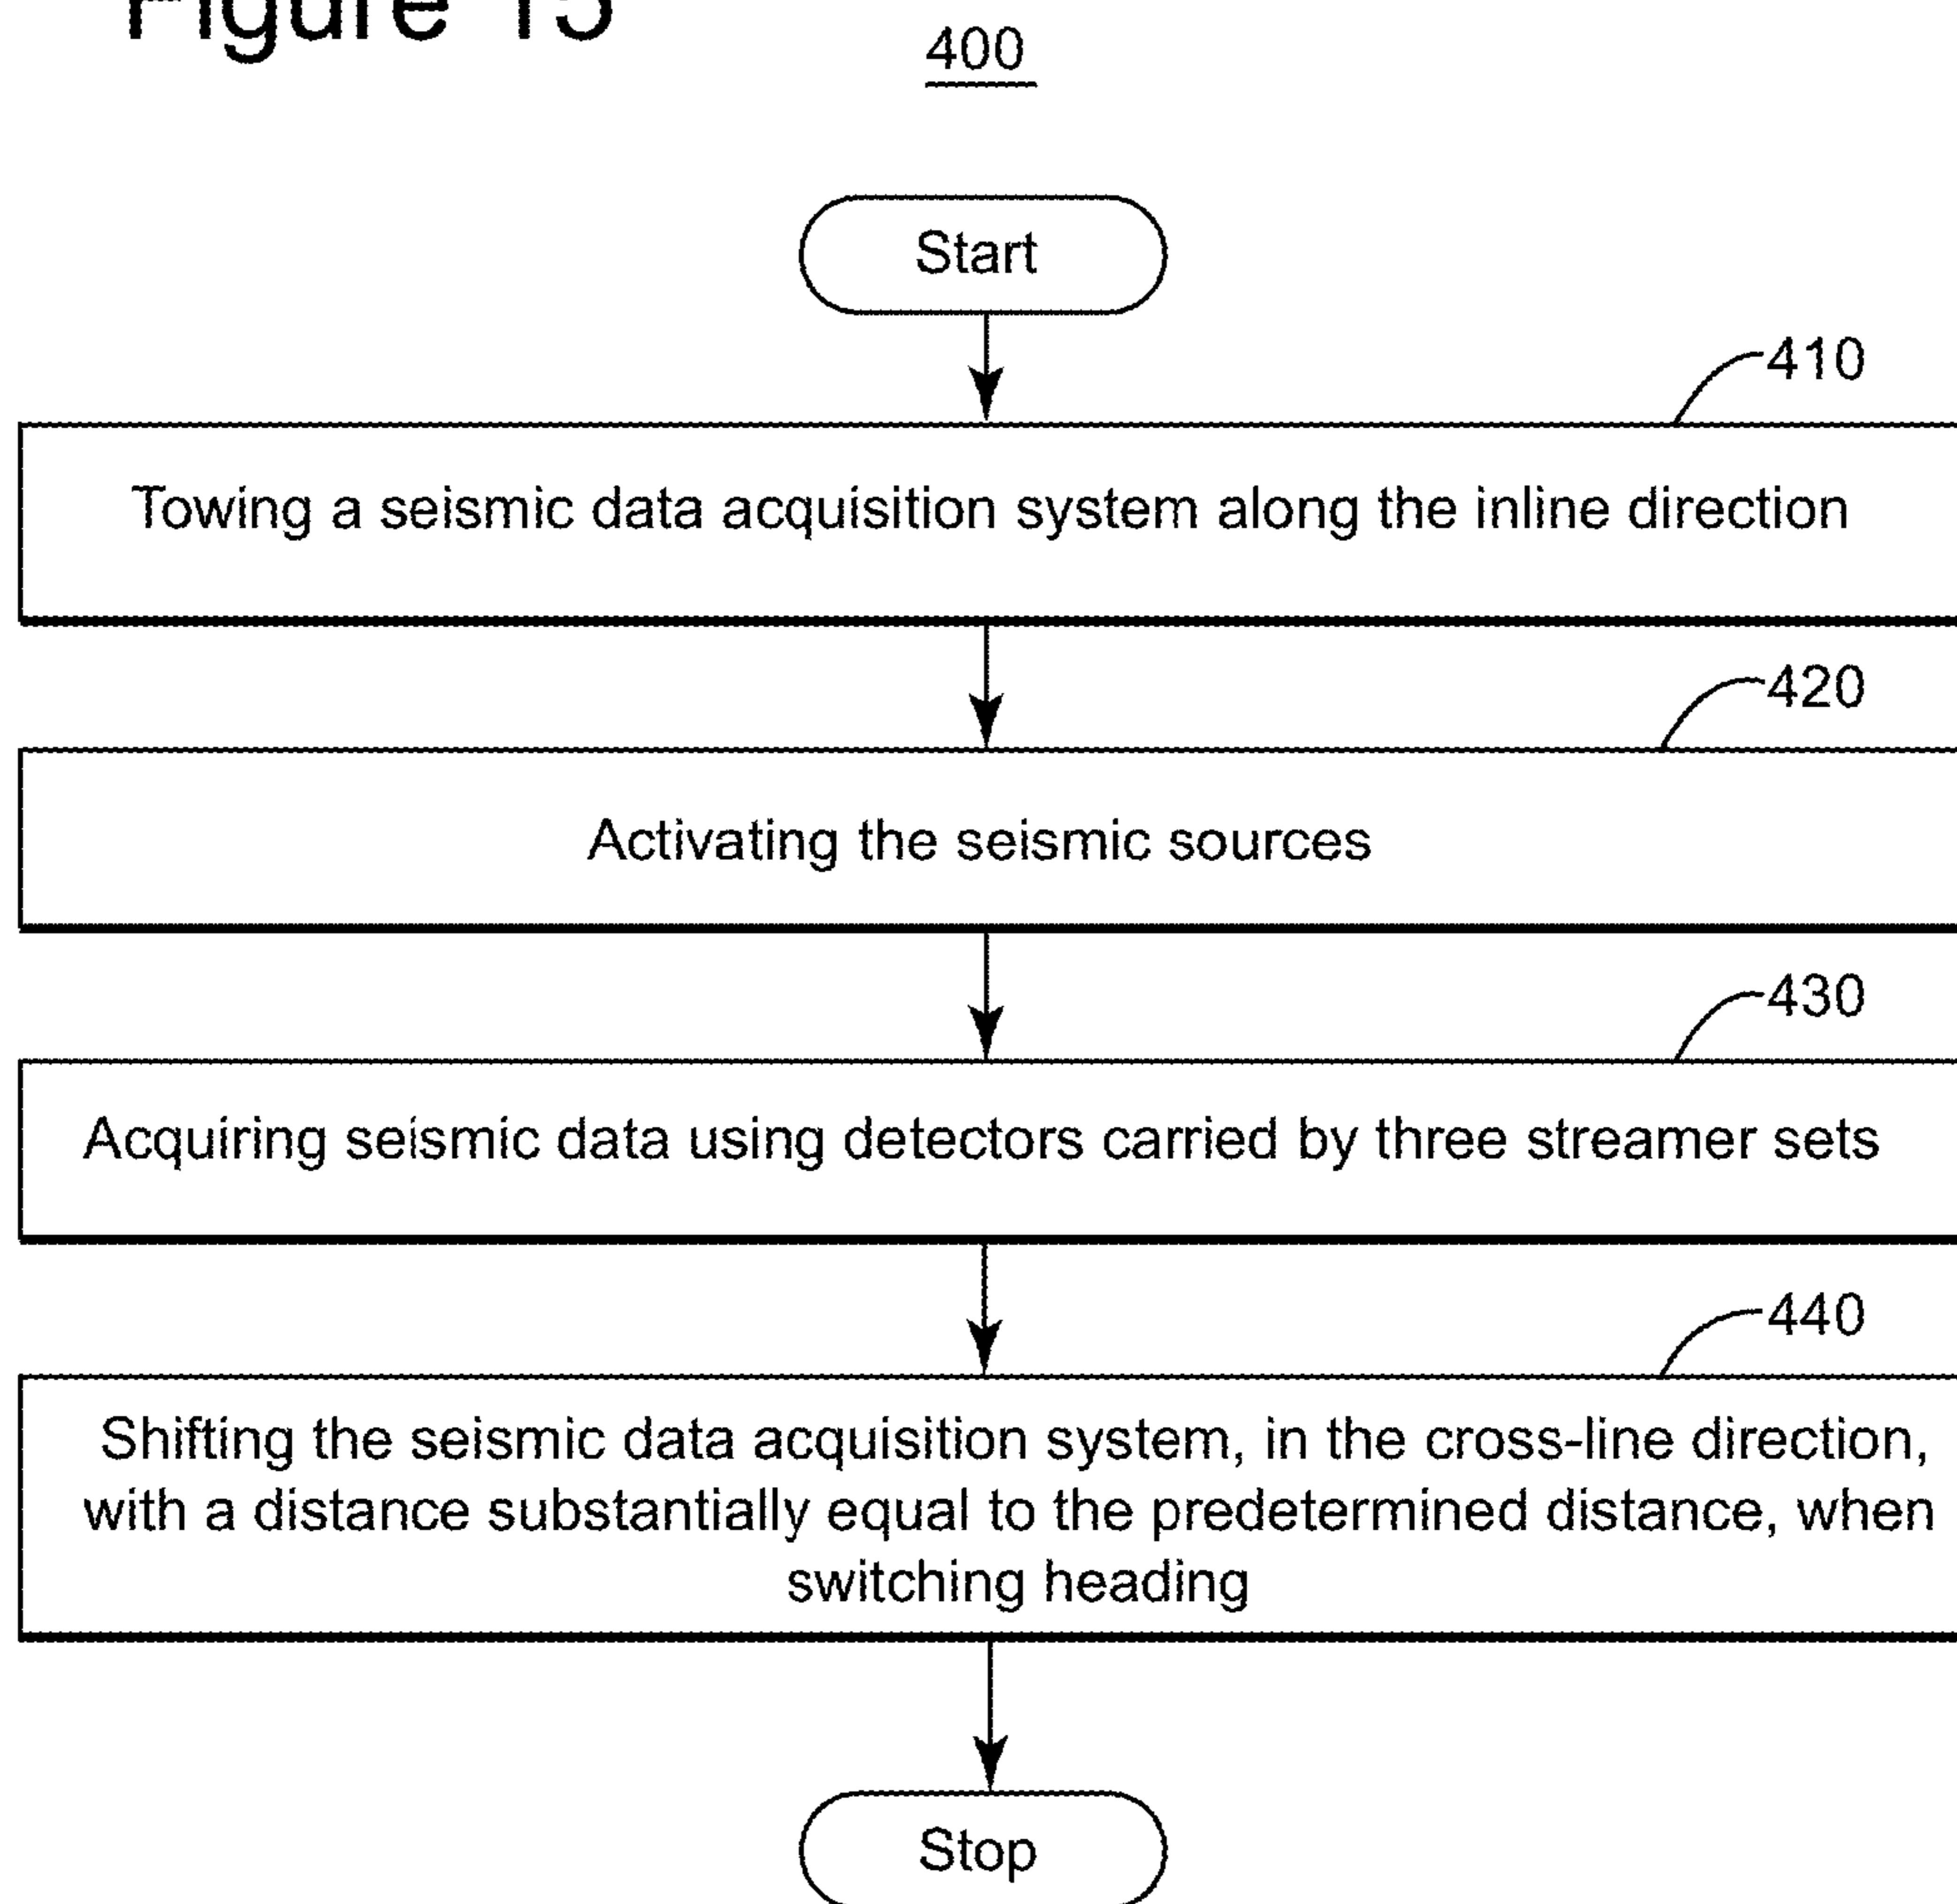 Figure 15
400
Start
410
Towing a seismic data acquisition system along the inline direction
420
Activating the seismic sources
430
Acquiring seismic data using detectors carried by three streamer sets
440
Shifting the seismic data acquisition system, in the cross-line direction,
with a distance substantially equal to the predetermined distance, when
switching heading
Stop